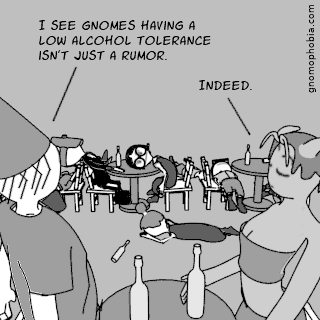 I SEE GNOMES HAVING A
LOW ALCOHOL TOLERANCE
ISN'T JUST A RUMOR.
INDEED.
gnomophobia.com